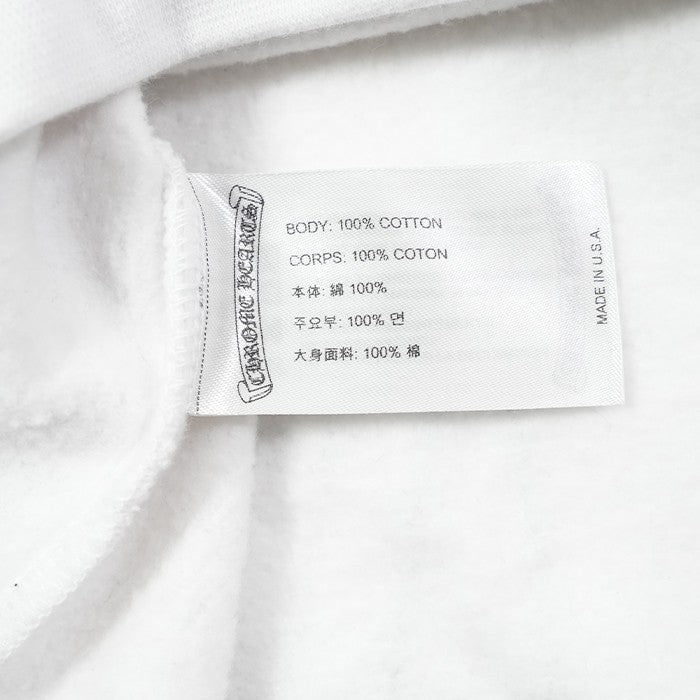 CHROME HEARTS
BODY: 100% COTTON
CORPS: 100% COTON
本体: 綿 100%
주요부: 100% 면
大身面料: 100% 棉
MADE IN U.S.A.